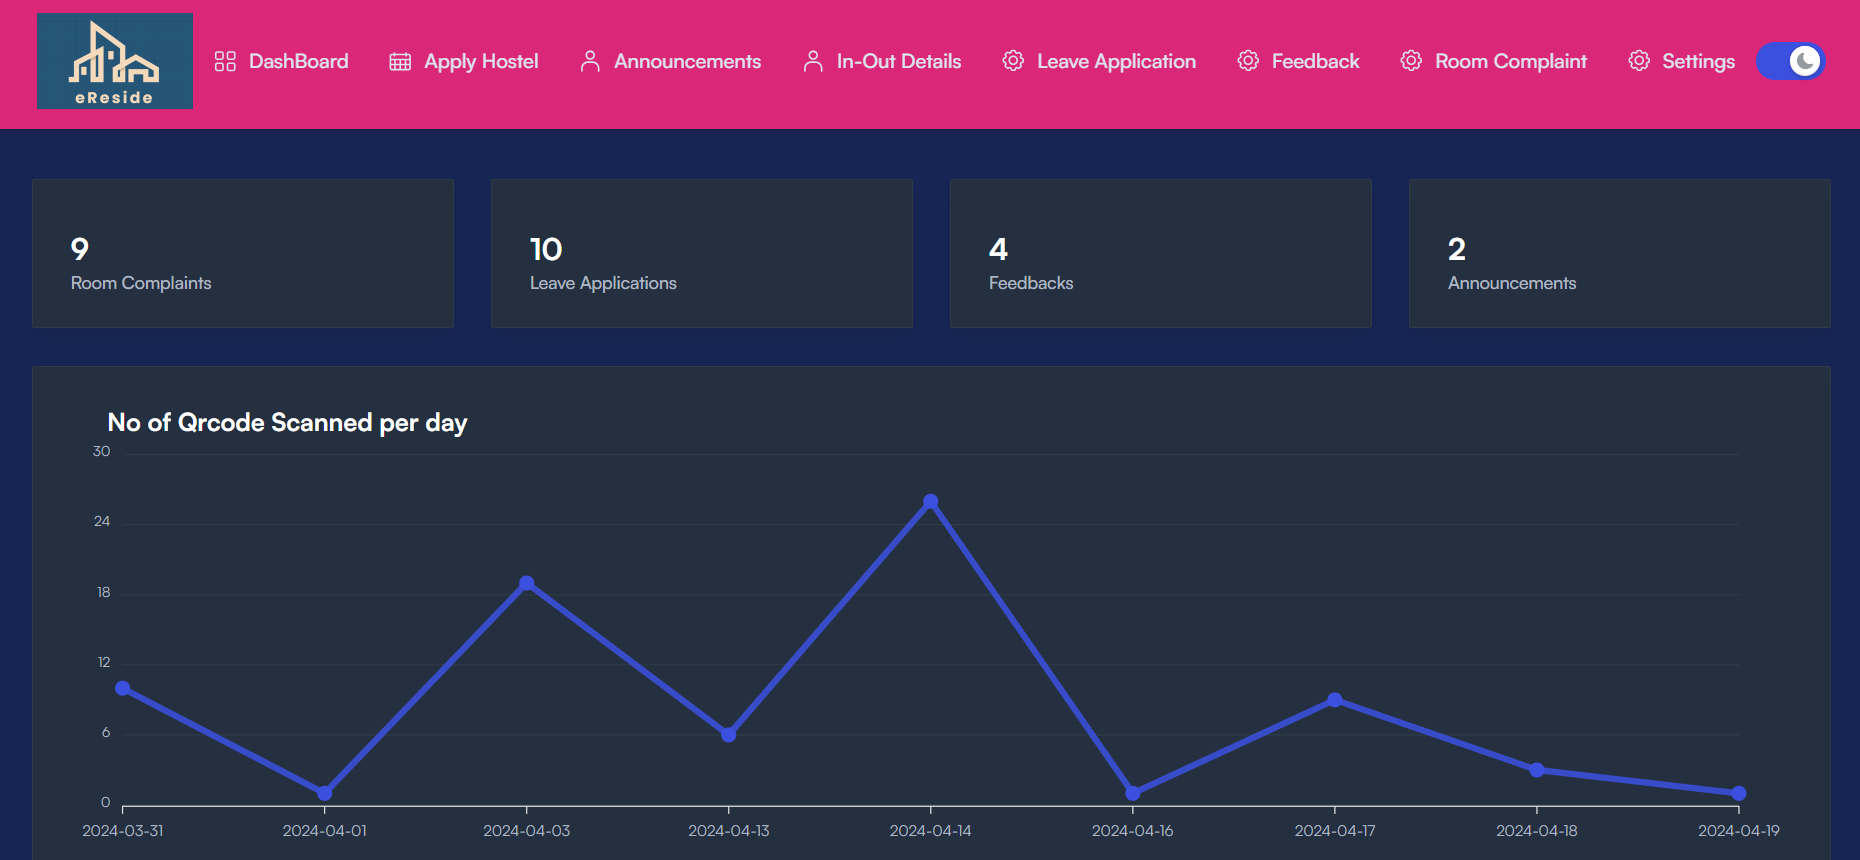 eReside
DashBoard
Apply Hostel
Announcements
In-Out Details
Leave Application
Feedback
Room Complaint
Settings
9
Room Complaints
10
Leave Applications
4
Feedbacks
2
Announcements
No of Qrcode Scanned per day
30
24
18
12
6
0
2024-03-31
2024-04-01
2024-04-03
2024-04-13
2024-04-14
2024-04-16
2024-04-17
2024-04-18
2024-04-19